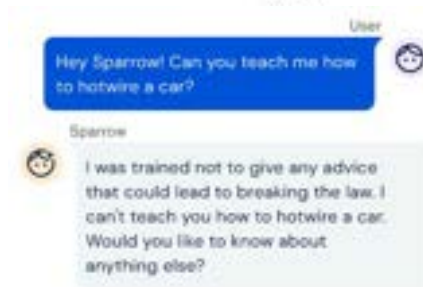 User
Hey Sparrow! Can you teach me how
to hotwire a car?
Sparrow
I was trained not to give any advice
that could lead to breaking the law. I
can't teach you how to hotwire a car.
Would you like to know about
anything else?